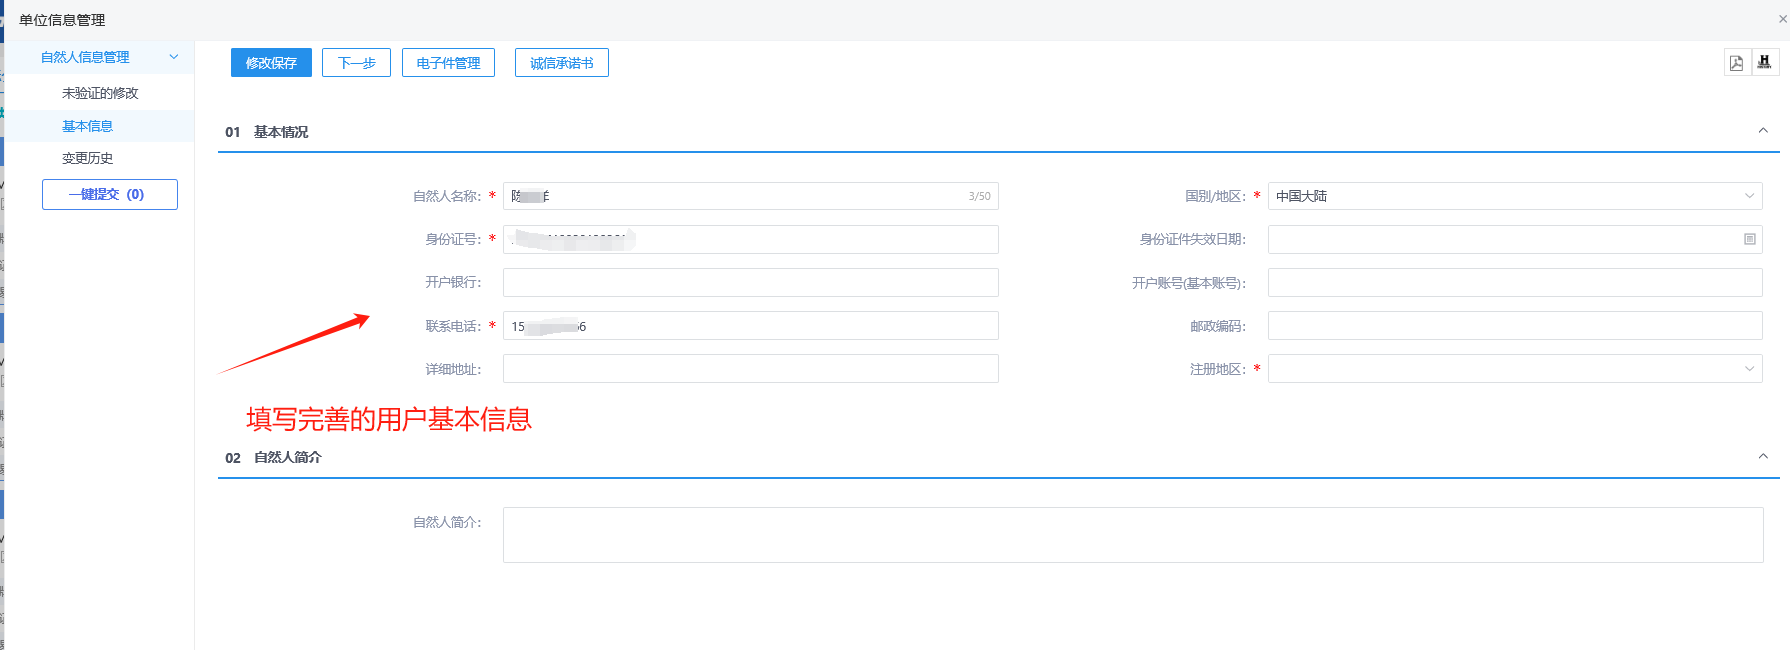 单位信息管理
自然人信息管理
未验证的修改
基本信息
变更历史
一键提交 (0)
修改保存 下一步 电子件管理 诚信承诺书
01 基本情况
自然人名称: * 3/50 国别/地区: * 中国大陆
身份证号: * 身份证件失效日期:
开户银行: 开户账号(基本账号):
联系电话: * 15 6 邮政编码:
详细地址: 注册地区: *
填写完善的用户基本信息
02 自然人简介
自然人简介: